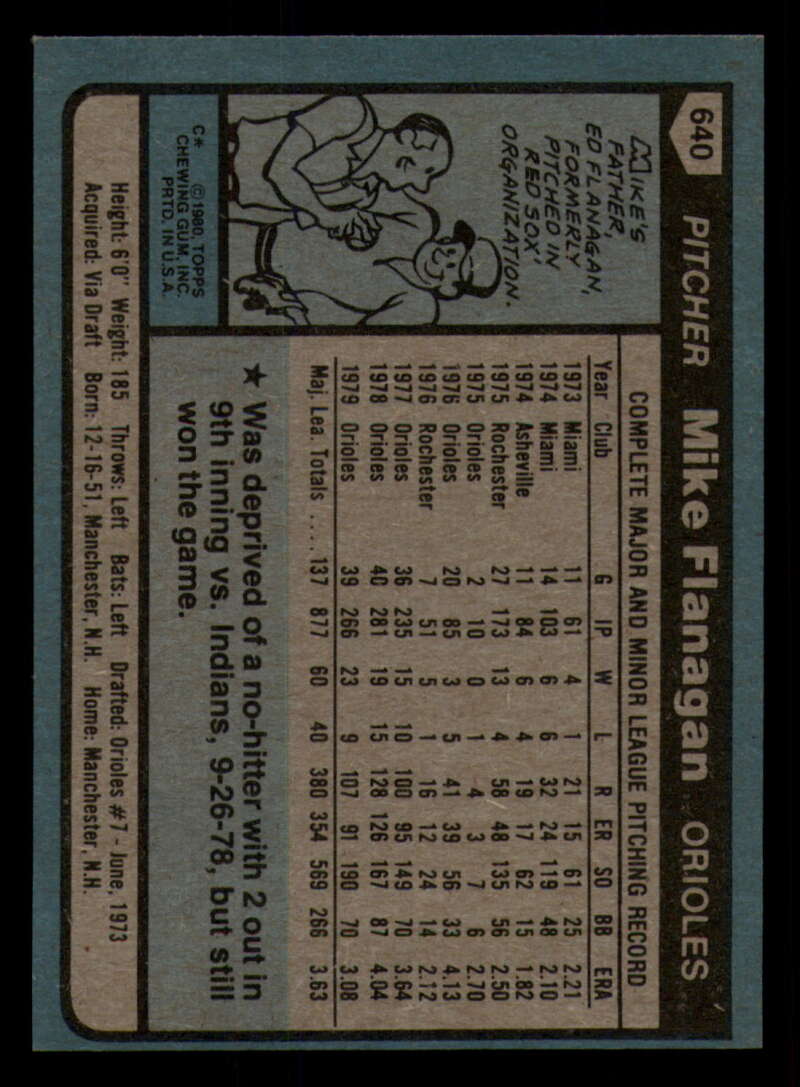 640 PITCHER Mike Flanagan ORIOLES
MIKE'S
FATHER,
ED FLANAGAN,
FORMERLY
PITCHED IN
RED SOX'
ORGANIZATION.
C* © 1980 TOPPS
CHEWING GUM, INC.
PRTD. IN U.S.A.
COMPLETE MAJOR AND MINOR LEAGUE PITCHING RECORD
Year Club G IP W L R ER SO BB ERA
1973 Miami 11 61 4 1 21 15 61 25 2.21
1974 Miami 14 103 6 6 32 24 119 48 2.10
1974 Asheville 11 84 6 4 19 17 62 15 1.82
1975 Rochester 27 173 13 4 58 48 135 56 2.50
1975 Orioles 2 10 0 1 4 3 7 6 2.70
1976 Orioles 20 85 3 5 41 39 56 33 4.13
1976 Rochester 7 51 5 1 16 12 24 14 2.12
1977 Orioles 36 235 15 10 100 95 149 70 3.64
1978 Orioles 40 281 19 15 128 126 167 87 4.04
1979 Orioles 39 266 23 9 107 91 190 70 3.08
Maj. Lea. Totals .... 137 877 60 40 380 354 569 266 3.63
★ Was deprived of a no-hitter with 2 out in
9th inning vs. Indians, 9-26-78, but still
won the game.
Height: 6'0" Weight: 185 Throws: Left Bats: Left Drafted: Orioles #7 - June, 1973
Acquired: Via Draft Born: 12-16-51, Manchester, N.H. Home: Manchester, N.H.